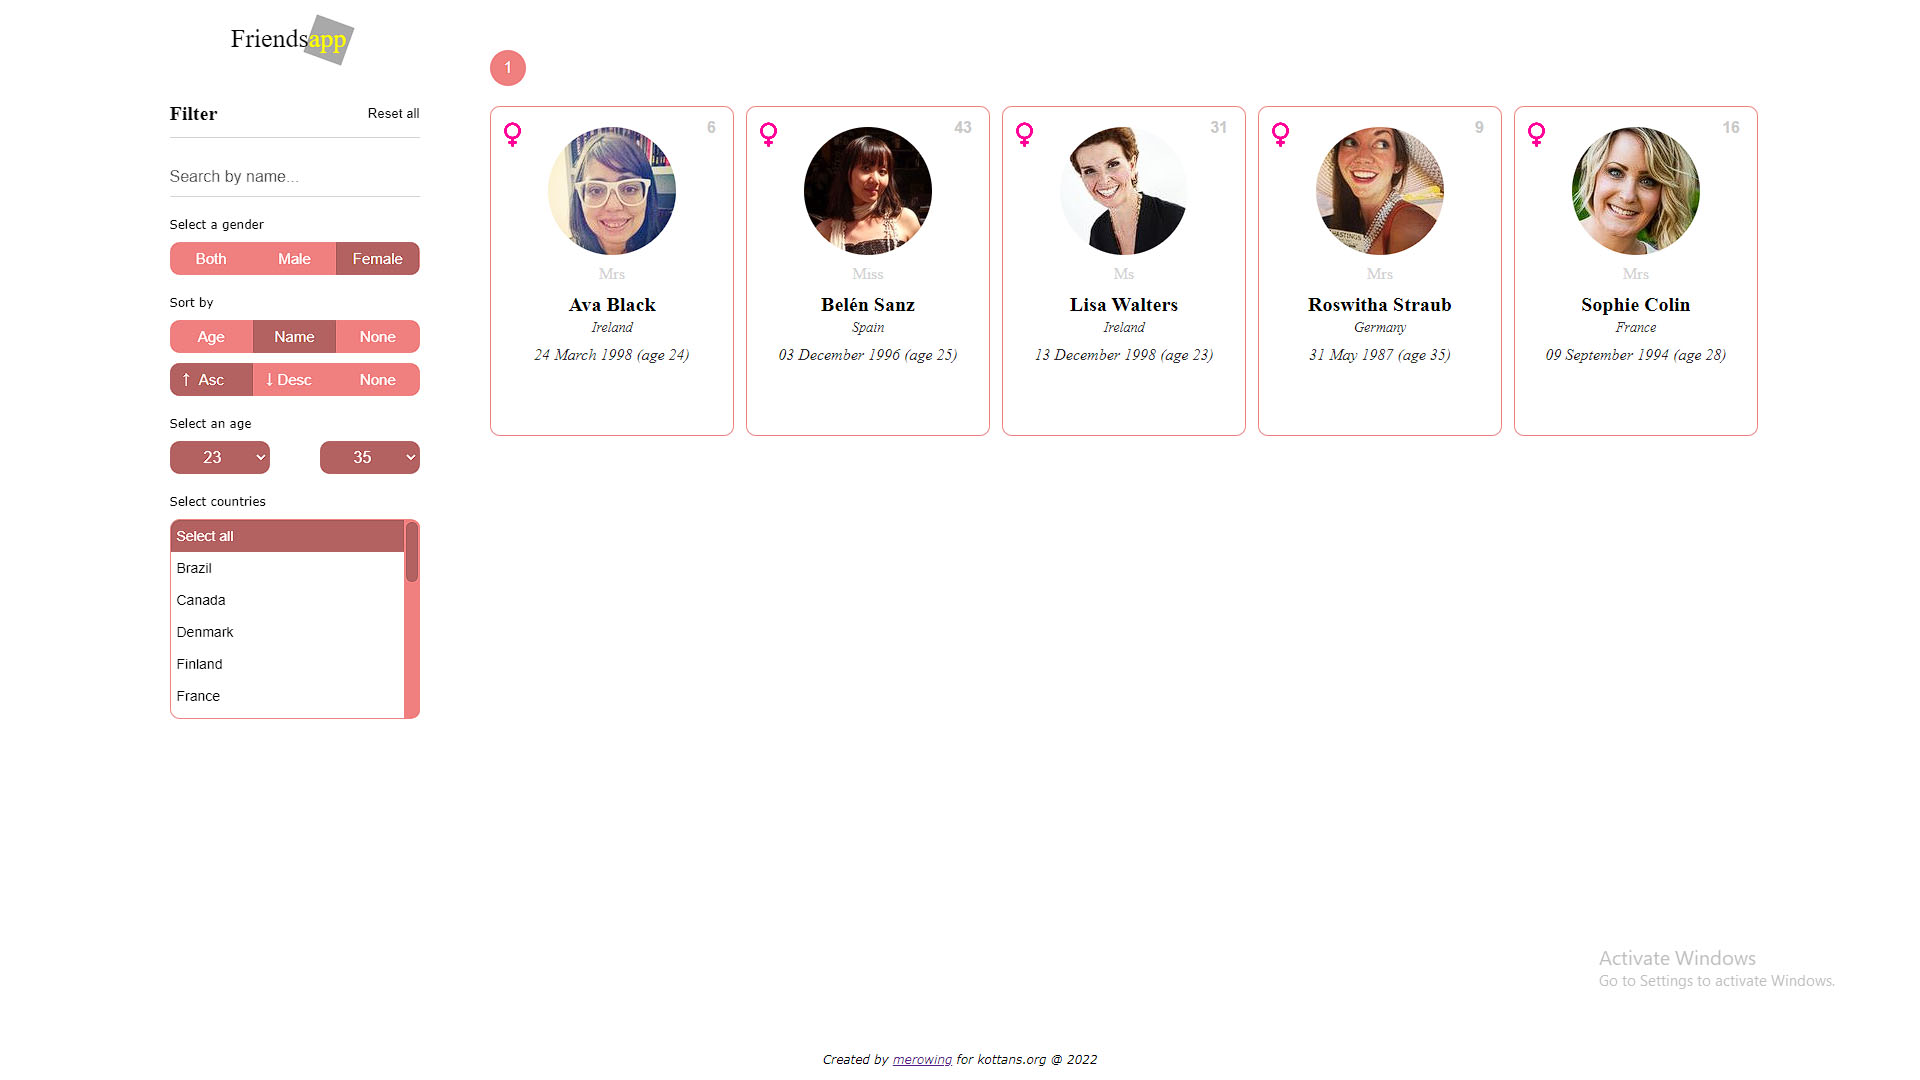 Friendsapp
Filter
Reset all
Search by name...
Select a gender
Both Male Female
Sort by
Age Name None
↑ Asc ↓ Desc None
Select an age
23 35
Select countries
Select all
Brazil
Canada
Denmark
Finland
France
1
6
Mrs
Ava Black
Ireland
24 March 1998 (age 24)
43
Miss
Belén Sanz
Spain
03 December 1996 (age 25)
31
Ms
Lisa Walters
Ireland
13 December 1998 (age 23)
9
Mrs
Roswitha Straub
Germany
31 May 1987 (age 35)
16
Mrs
Sophie Colin
France
09 September 1994 (age 28)
Activate Windows
Go to Settings to activate Windows.
Created by merowing for kottans.org @ 2022